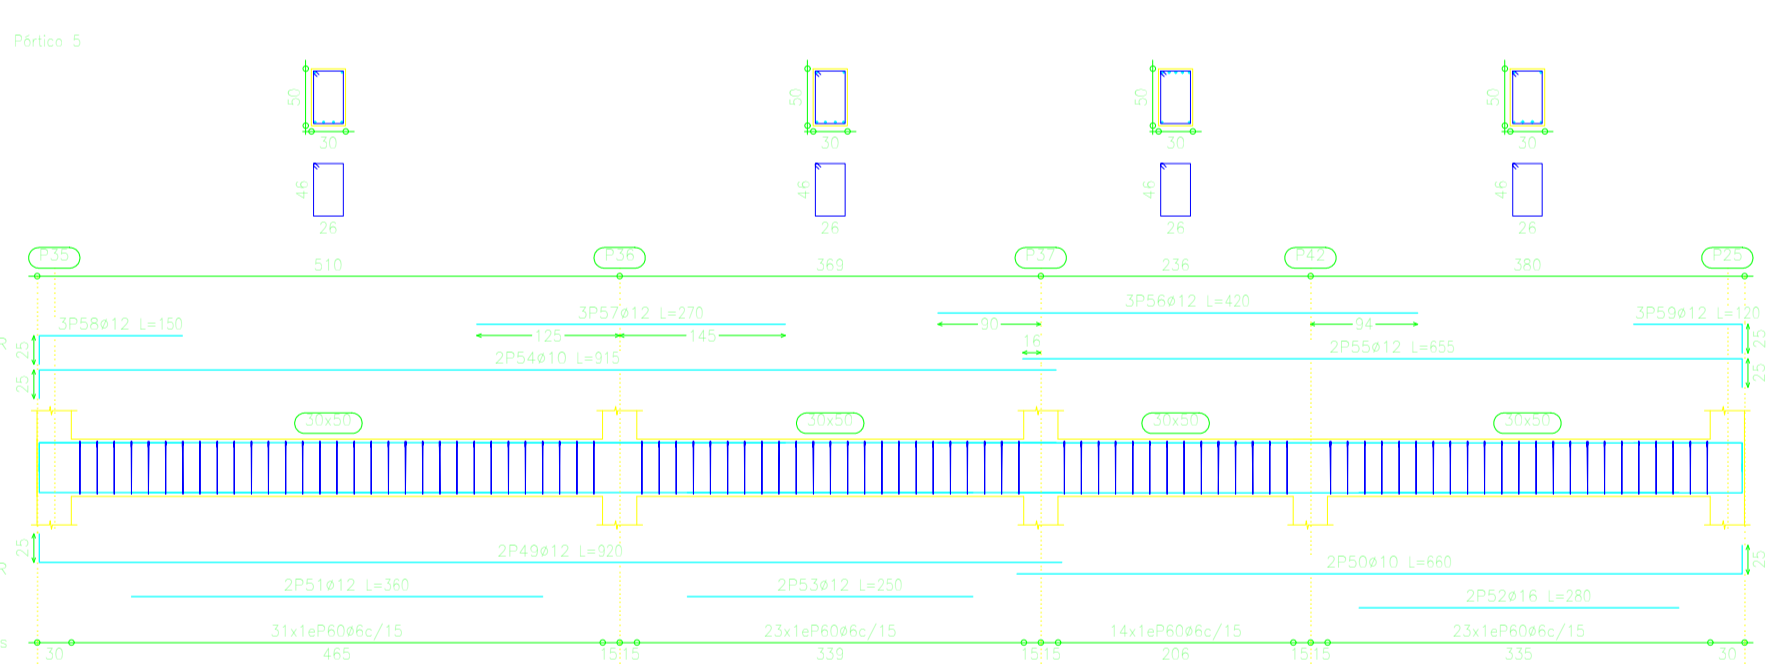 Pórtico 5
50 50 50 50
30 30 30 30
46 46 46 46
26 26 26 26
P35 P36 P37 P42 P25
510 369 236 380
3P56ø12 L=420
3P58ø12 L=150 3P57ø12 L=270 3P59ø12 L=120
90 94
125 145
25 16 25
2P54ø10 L=915 2P55ø12 L=655
25 25
30x50 30x50 30x50 30x50
25 2P49ø12 L=920 2P50ø10 L=660 25
2P51ø12 L=360 2P53ø12 L=250
2P52ø16 L=280
31x1eP60ø6c/15 23x1eP60ø6c/15 14x1eP60ø6c/15 23x1eP60ø6c/15
s
30 465 15 15 339 15 15 206 15 15 335 30